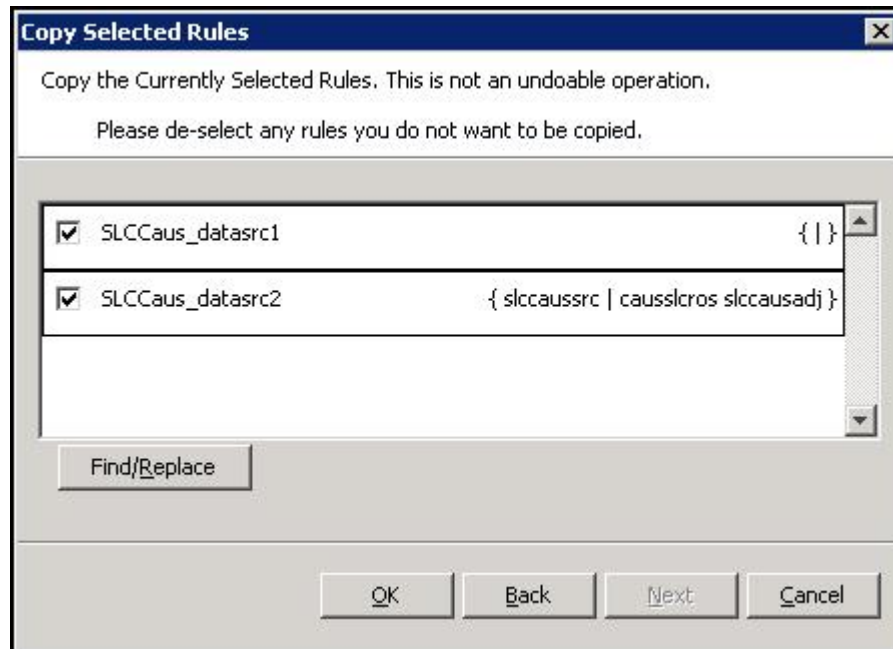 Copy Selected Rules
Copy the Currently Selected Rules. This is not an undoable operation.
Please de-select any rules you do not want to be copied.
SLCCaus_datasrc1 { | }
SLCCaus_datasrc2 { slccaussrc | causslcros slccausadj }
Find/Replace
OK Back Next Cancel